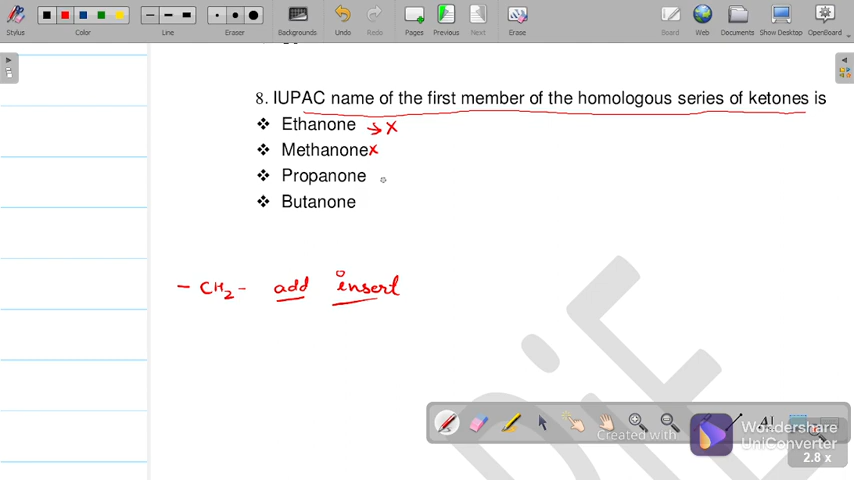 Stylus Color Line Eraser Backgrounds Undo Redo Pages Previous Next Erase Board Web Documents Show Desktop OpenBoard
8. IUPAC name of the first member of the homologous series of ketones is
❖ Ethanone → x
❖ Methanone x
❖ Propanone
❖ Butanone
- CH2 - add insert
Created with
Wondershare
UniConverter
2.8 x